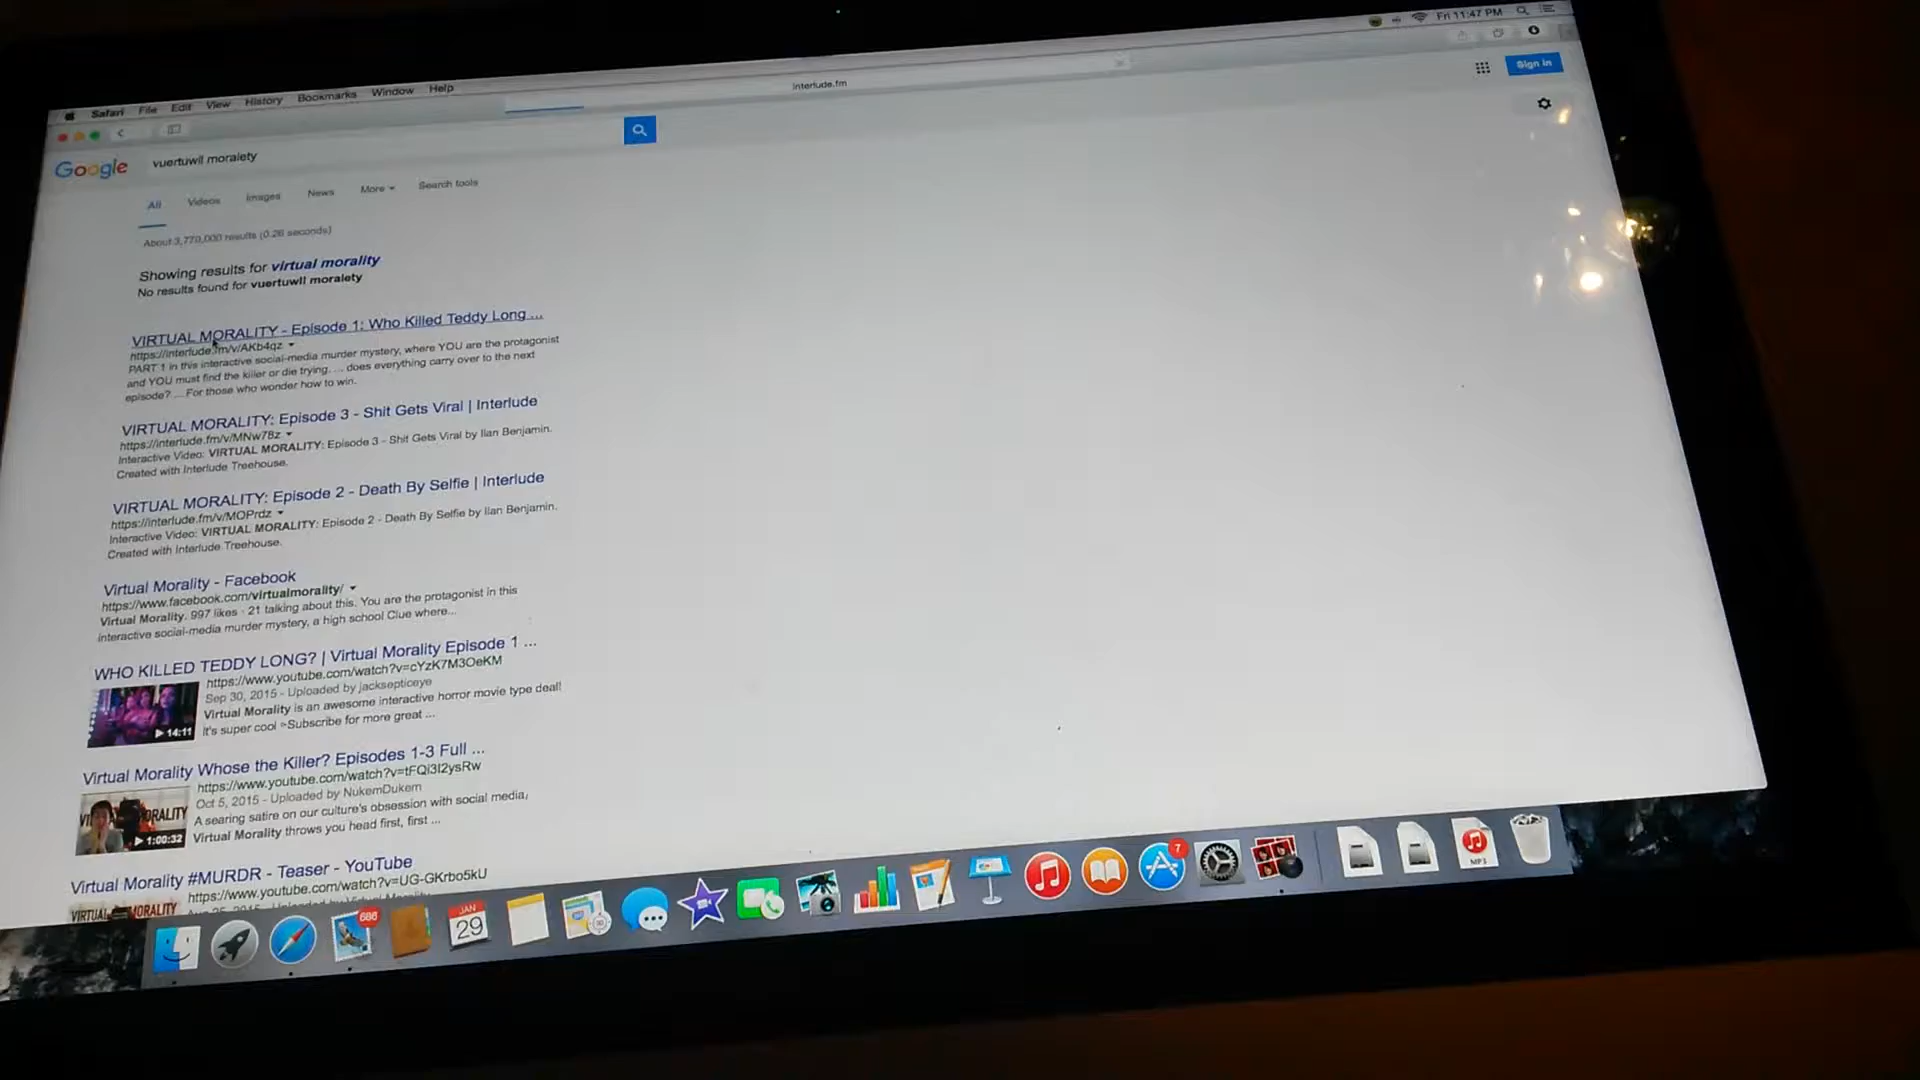 Safari File Edit View History Bookmarks Window Help
Fri 11:47 PM
interlude.fm
Sign in
Google
vuertuwil moralety
All Videos Images News More Search tools
About 3,770,000 results (0.26 seconds)
Showing results for virtual morality
No results found for vuertuwil moralety
VIRTUAL MORALITY - Episode 1: Who Killed Teddy Long ...
https://interlude.fm/v/AKb4qz
PART 1 in this interactive social-media murder mystery, where YOU are the protagonist
and YOU must find the killer or die trying. ... does everything carry over to the next
episode? ... For those who wonder how to win.
VIRTUAL MORALITY: Episode 3 - Shit Gets Viral | Interlude
https://interlude.fm/v/MNw78z
Interactive Video: VIRTUAL MORALITY: Episode 3 - Shit Gets Viral by Ilan Benjamin.
Created with Interlude Treehouse.
VIRTUAL MORALITY: Episode 2 - Death By Selfie | Interlude
https://interlude.fm/v/MOPrdz
Interactive Video: VIRTUAL MORALITY: Episode 2 - Death By Selfie by Ilan Benjamin.
Created with Interlude Treehouse.
Virtual Morality - Facebook
https://www.facebook.com/virtualmorality/
Virtual Morality. 997 likes · 21 talking about this. You are the protagonist in this
interactive social-media murder mystery, a high school Clue where...
WHO KILLED TEDDY LONG? | Virtual Morality Episode 1 ...
https://www.youtube.com/watch?v=cYzK7M3OeKM
Sep 30, 2015 - Uploaded by jacksepticeye
Virtual Morality is an awesome interactive horror movie type deal!
It's super cool ►Subscribe for more great ...
14:11
Virtual Morality Whose the Killer? Episodes 1-3 Full ...
https://www.youtube.com/watch?v=tFQi3I2ysRw
Oct 5, 2015 - Uploaded by NukemDukem
A searing satire on our culture's obsession with social media,
Virtual Morality throws you head first, first ...
1:00:32
Virtual Morality #MURDR - Teaser - YouTube
https://www.youtube.com/watch?v=UG-GKrbo5kU
686
JAN
29
7
MP3